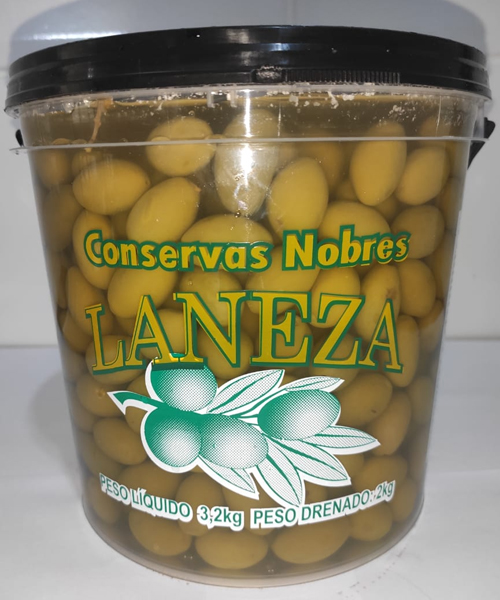 Conservas Nobres
LANEZA
PESO LÍQUIDO 3,2kg PESO DRENADO: 2kg